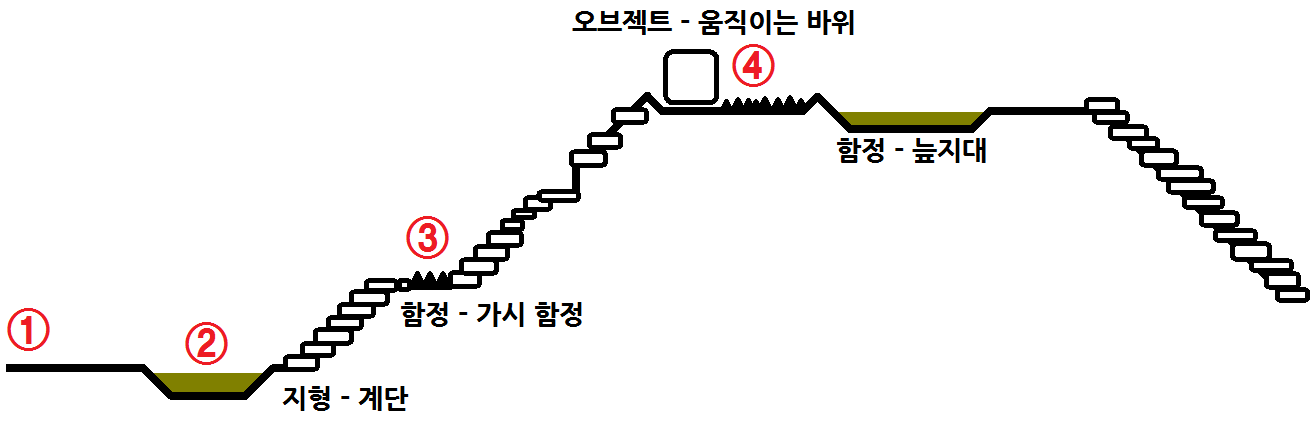 오브젝트 - 움직이는 바위
④
함정 - 늪지대
③
함정 - 가시 함정
①
②
지형 - 계단